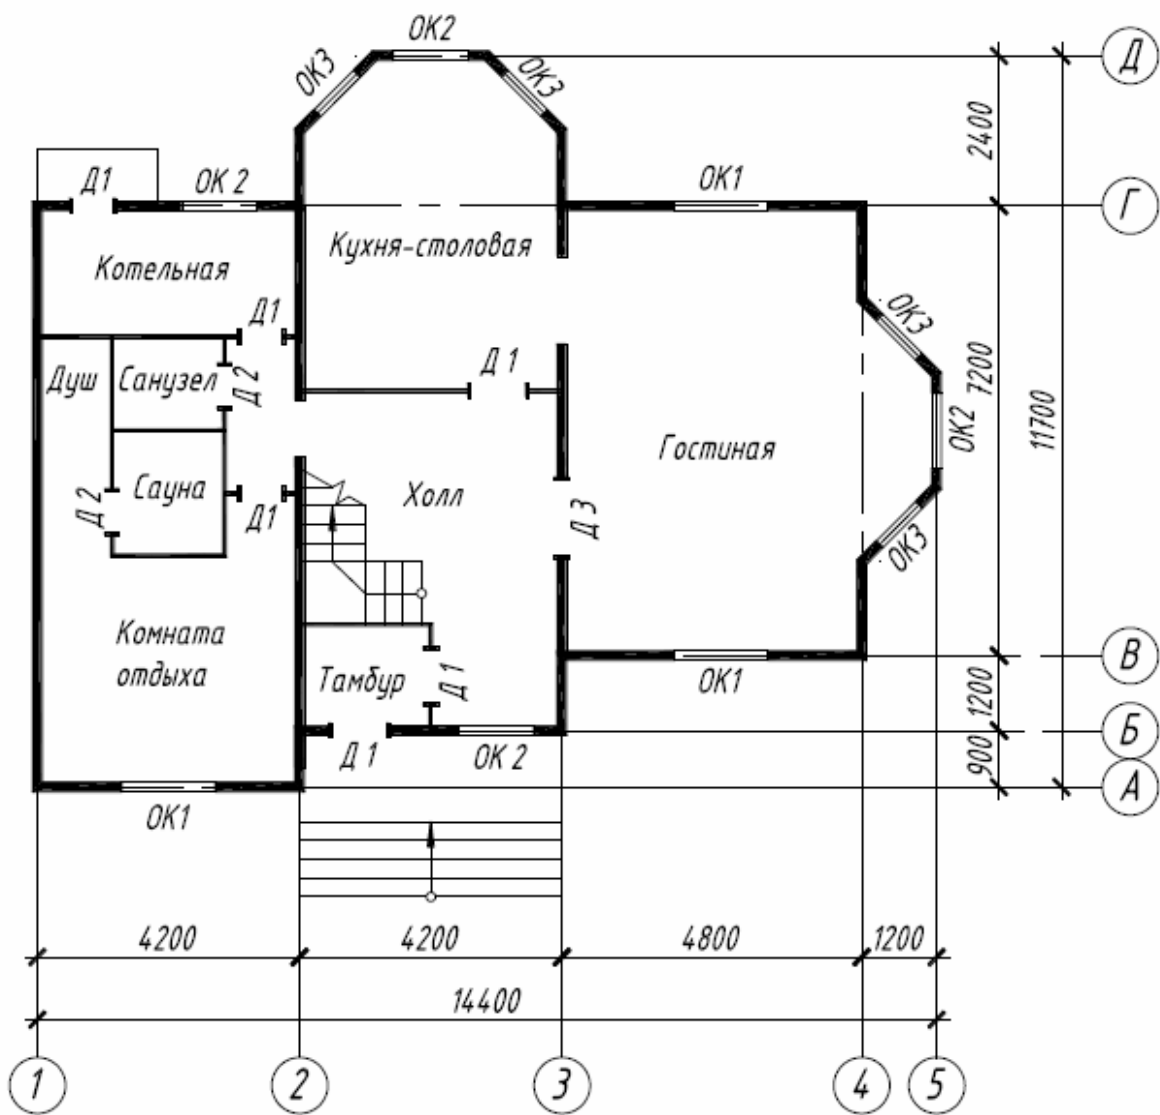 ОК2
ОК3
ОК3
Д
2400
Д1
ОК 2
ОК1
Г
Кухня-столовая
Котельная
Д1
ОК3
Д 1
Душ
Санузел
Д 2
7200
11700
ОК2
Гостиная
Сауна
Холл
Д 2
Д1
Д 3
ОК3
Комната
отдыха
Тамбур
Д 1
ОК1
В
1200
Д 1
ОК 2
Б
900
А
ОК1
4200
4200
4800
1200
14400
1
2
3
4
5